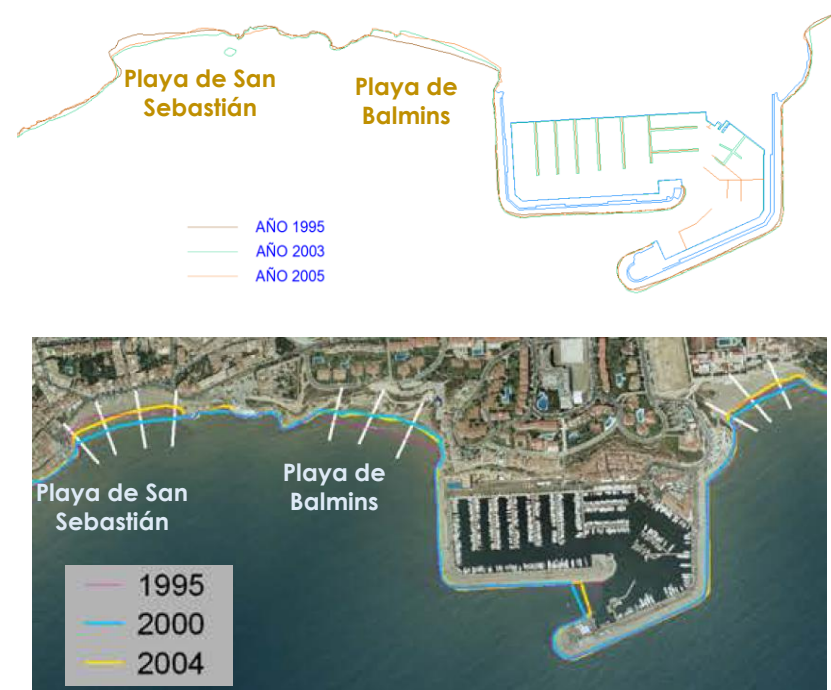 Playa de San
Sebastián
Playa de
Balmins
AÑO 1995
AÑO 2003
AÑO 2005
Playa de San
Sebastián
Playa de
Balmins
1995
2000
2004